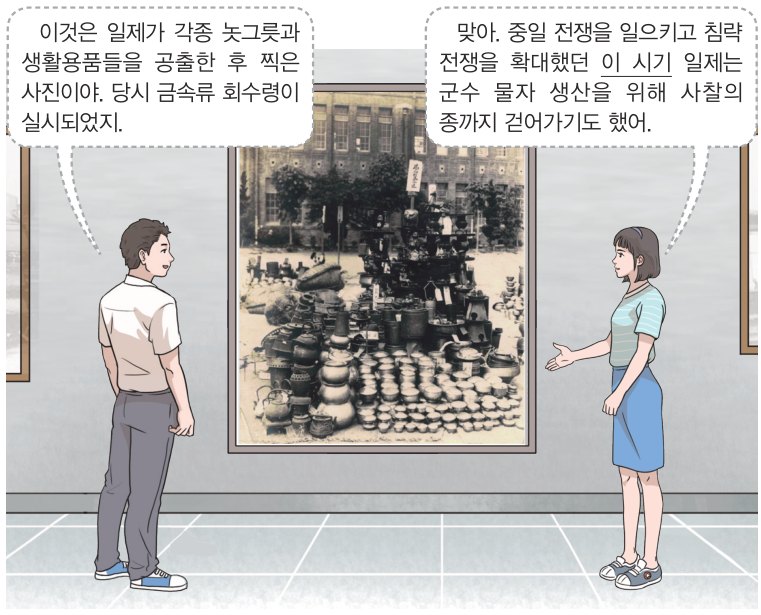 이것은 일제가 각종 놋그릇과
생활용품들을 공출한 후 찍은
사진이야. 당시 금속류 회수령이
실시되었지.
맞아. 중일 전쟁을 일으키고 침략
전쟁을 확대했던 이 시기 일제는
군수 물자 생산을 위해 사찰의
종까지 걷어가기도 했어.